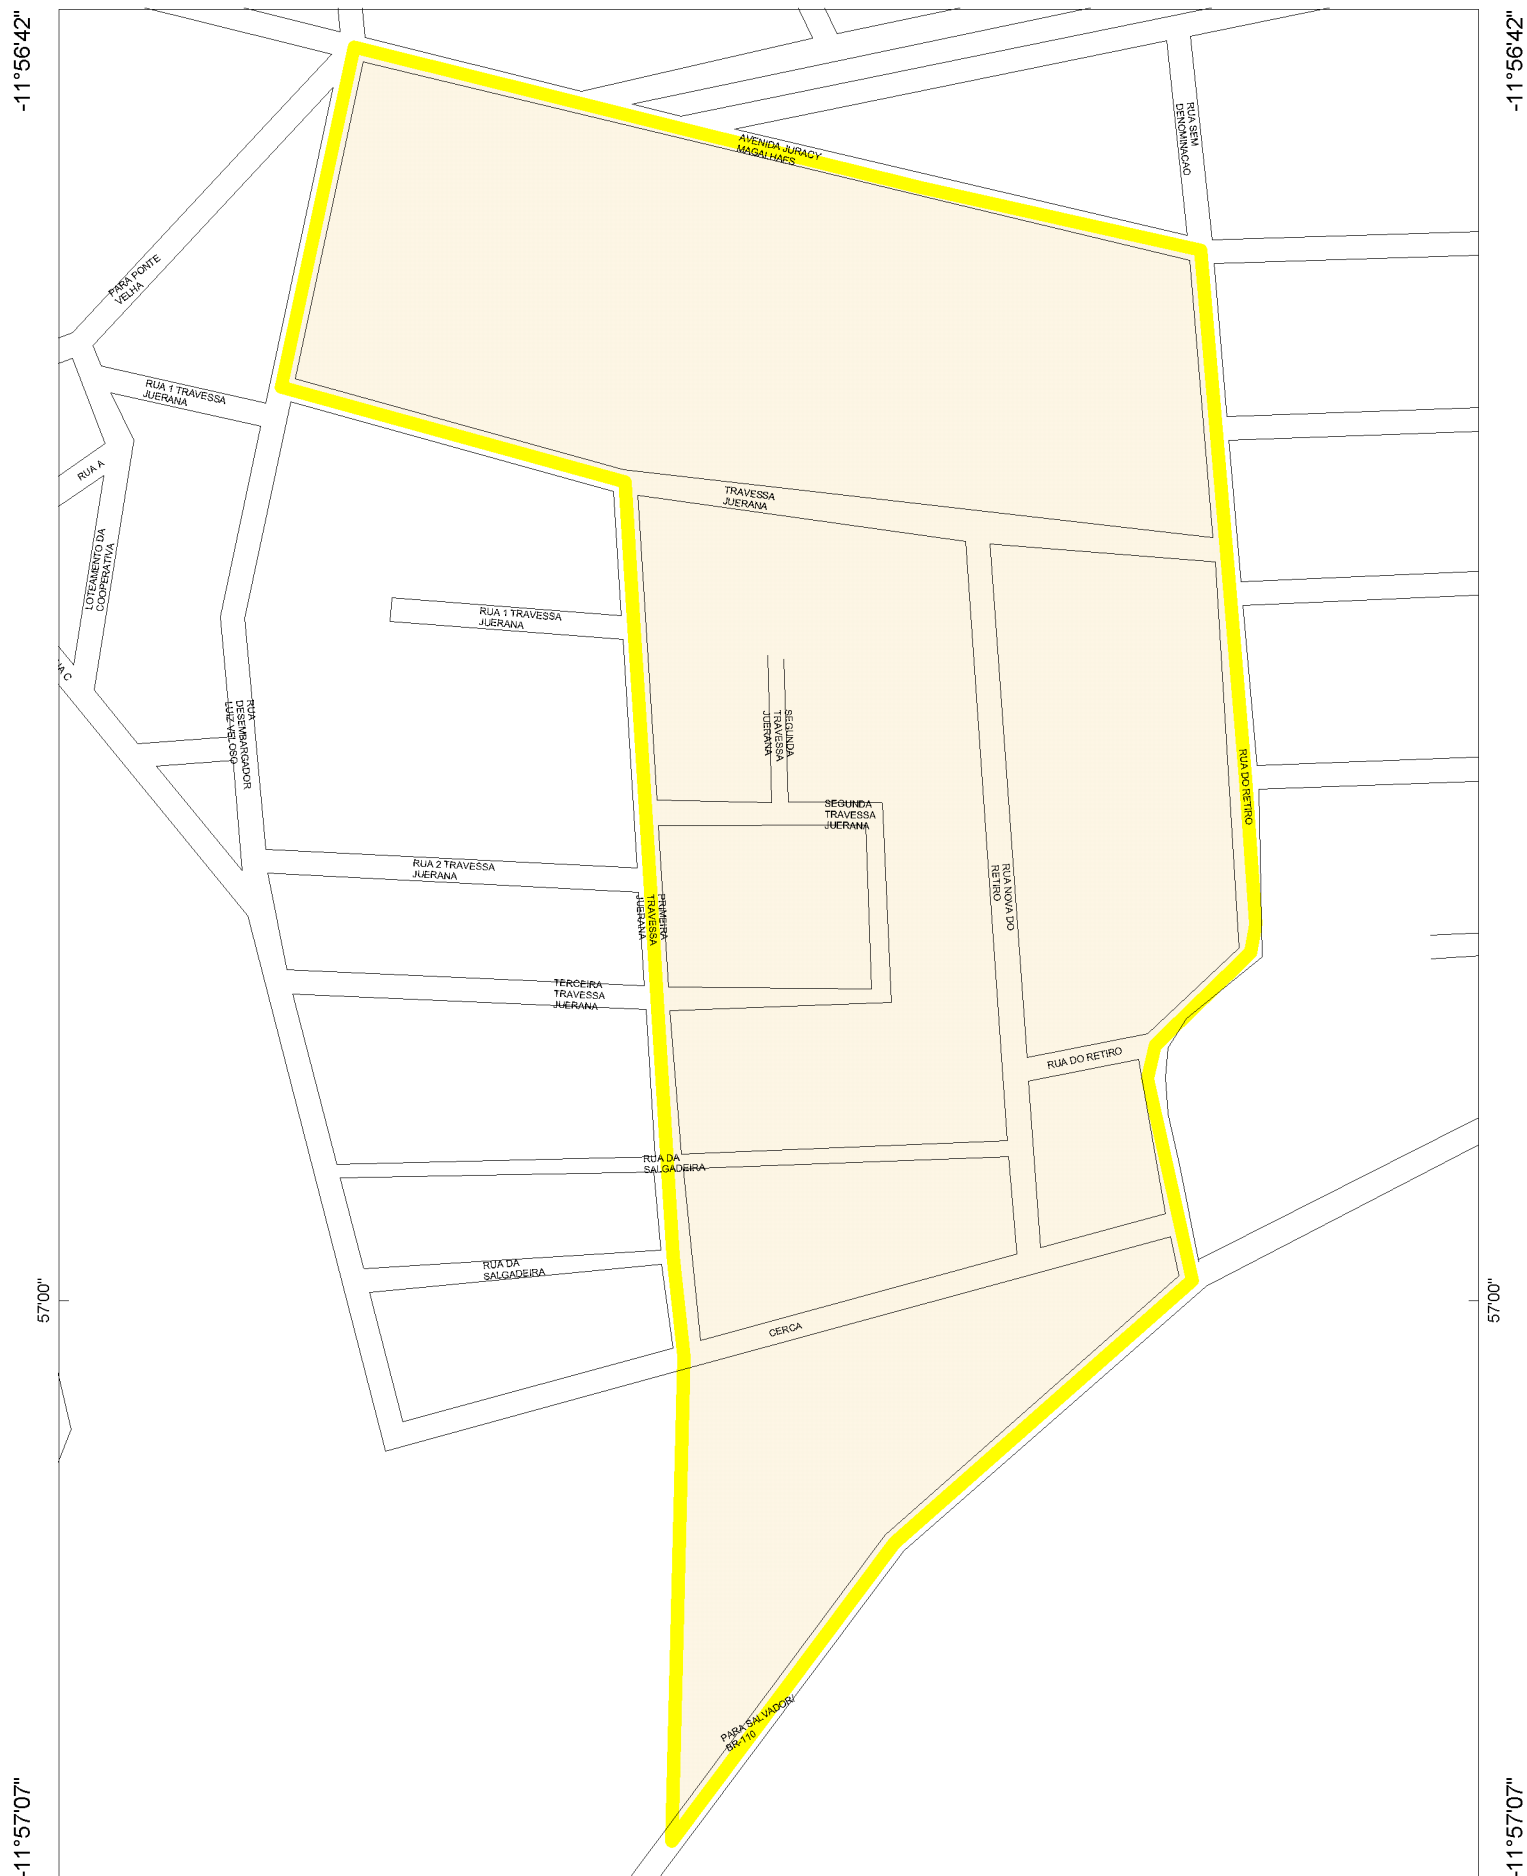 -11°56'42"
-11°56'42"
RUA SEM
DENOMINACAO
AVENIDA JURACY
MAGALHAES
PARA PONTE
VELHA
RUA 1 TRAVESSA
JUERANA
RUA A
TRAVESSA
JUERANA
LOTEAMENTO DA
COOPERATIVA
RUA 1 TRAVESSA
JUERANA
C
RUA
DESEMBARGADOR
LUIZ VELOSO
SEGUNDA
TRAVESSA
JUERANA
RUA DO RETIRO
SEGUNDA
TRAVESSA
JUERANA
RUA 2 TRAVESSA
JUERANA
RUA NOVA DO
RETIRO
PRIMEIRA
TRAVESSA
JUERANA
TERCEIRA
TRAVESSA
JUERANA
RUA DO RETIRO
RUA DA
SALGADEIRA
RUA DA
SALGADEIRA
57'00"
57'00"
CERCA
PARA SALVADOR/
BR-110
-11°57'07"
-11°57'07"